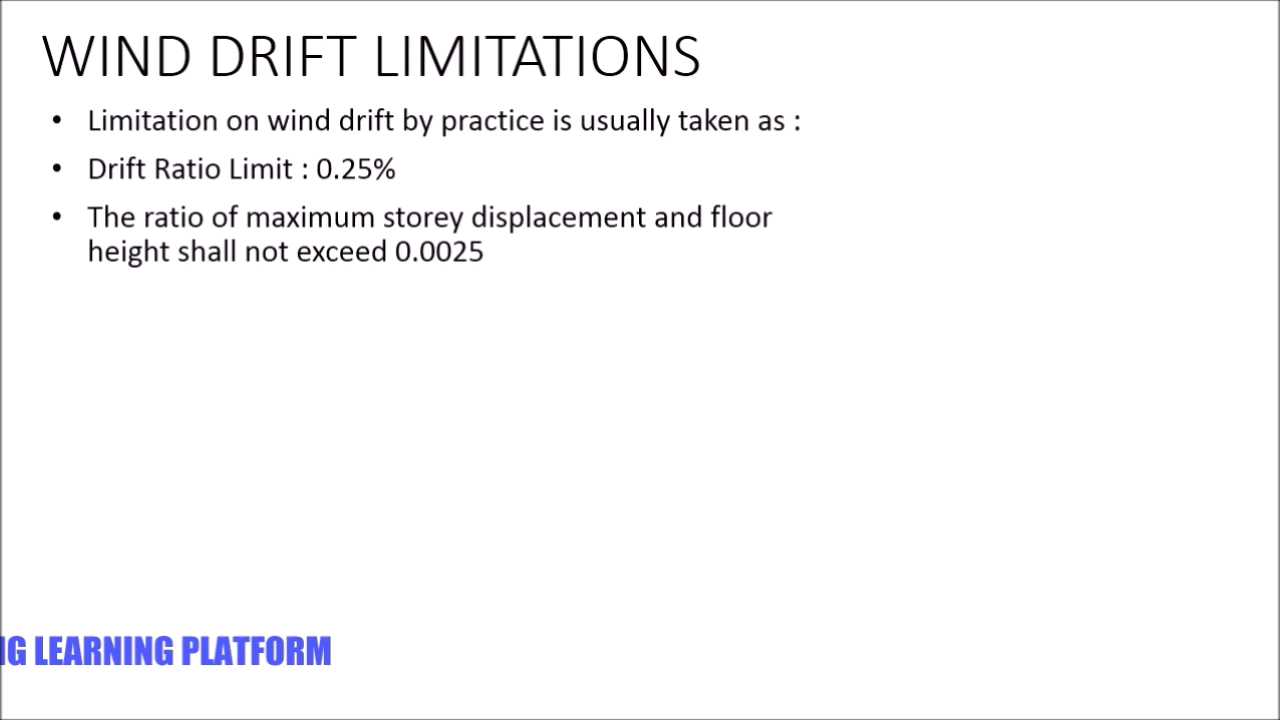 WIND DRIFT LIMITATIONS
• Limitation on wind drift by practice is usually taken as :
• Drift Ratio Limit : 0.25%
• The ratio of maximum storey displacement and floor
height shall not exceed 0.0025
LEARNING PLATFORM